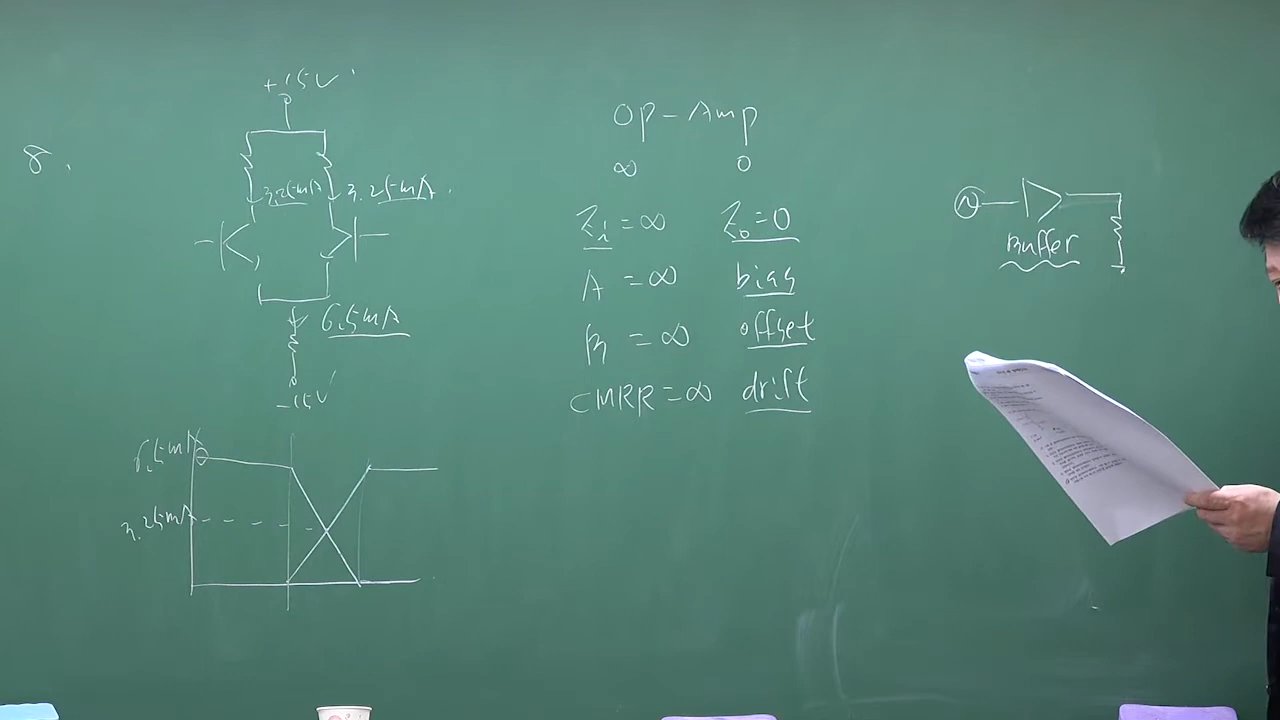 8.
+15V
3.25mA 3.25mA
6.5mA
-15V
6.5mA
3.25mA
OP-Amp
∞ 0
Zi=∞ Zo=0
A=∞ bias
B=∞ offset
CMRR=∞ drift
Buffer